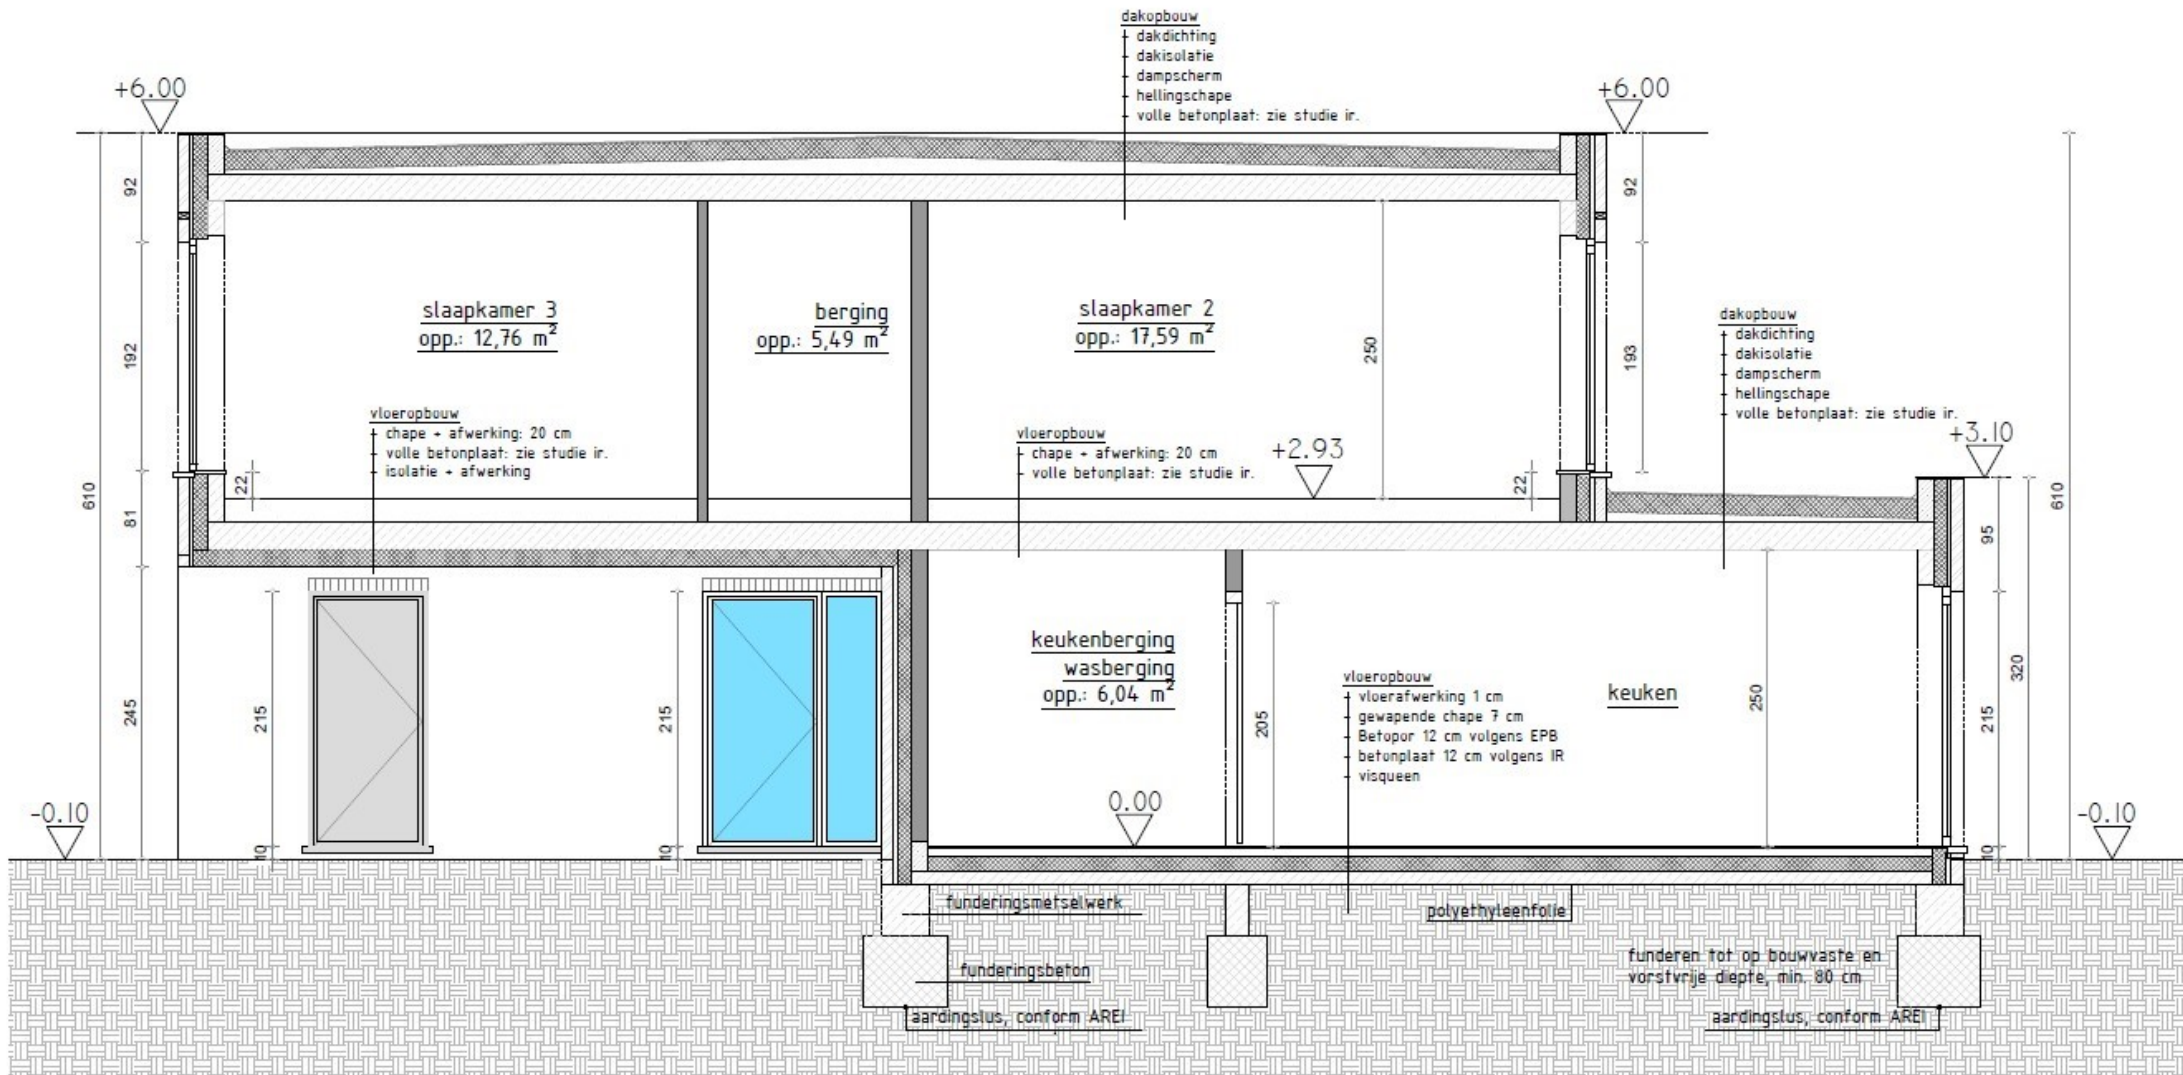 dakopbouw
dakdichting
dakisolatie
dampscherm
hellingschape
volle betonplaat: zie studie ir.
+6.00
+6.00
92
92
slaapkamer 3
opp.: 12,76 m²
berging
opp.: 5,49 m²
slaapkamer 2
opp.: 17,59 m²
250
192
193
dakopbouw
dakdichting
dakisolatie
dampscherm
hellingschape
volle betonplaat: zie studie ir.
vloeropbouw
chape + afwerking: 20 cm
volle betonplaat: zie studie ir.
isolatie + afwerking
vloeropbouw
chape + afwerking: 20 cm
volle betonplaat: zie studie ir.
+2.93
+3.10
22
22
610
81
610
95
keukenberging
wasberging
opp.: 6,04 m²
vloeropbouw
vloerafwerking 1 cm
gewapende chape 7 cm
Betopor 12 cm volgens EPB
betonplaat 12 cm volgens IR
visqueen
keuken
245
215
215
205
250
215
320
-0.10
0.00
-0.10
10
10
10
funderingsmetselwerk
polyethyleenfolie
funderingsbeton
funderen tot op bouwvaste en
vorstvrije diepte, min. 80 cm
aardingslus, conform AREI
aardingslus, conform AREI